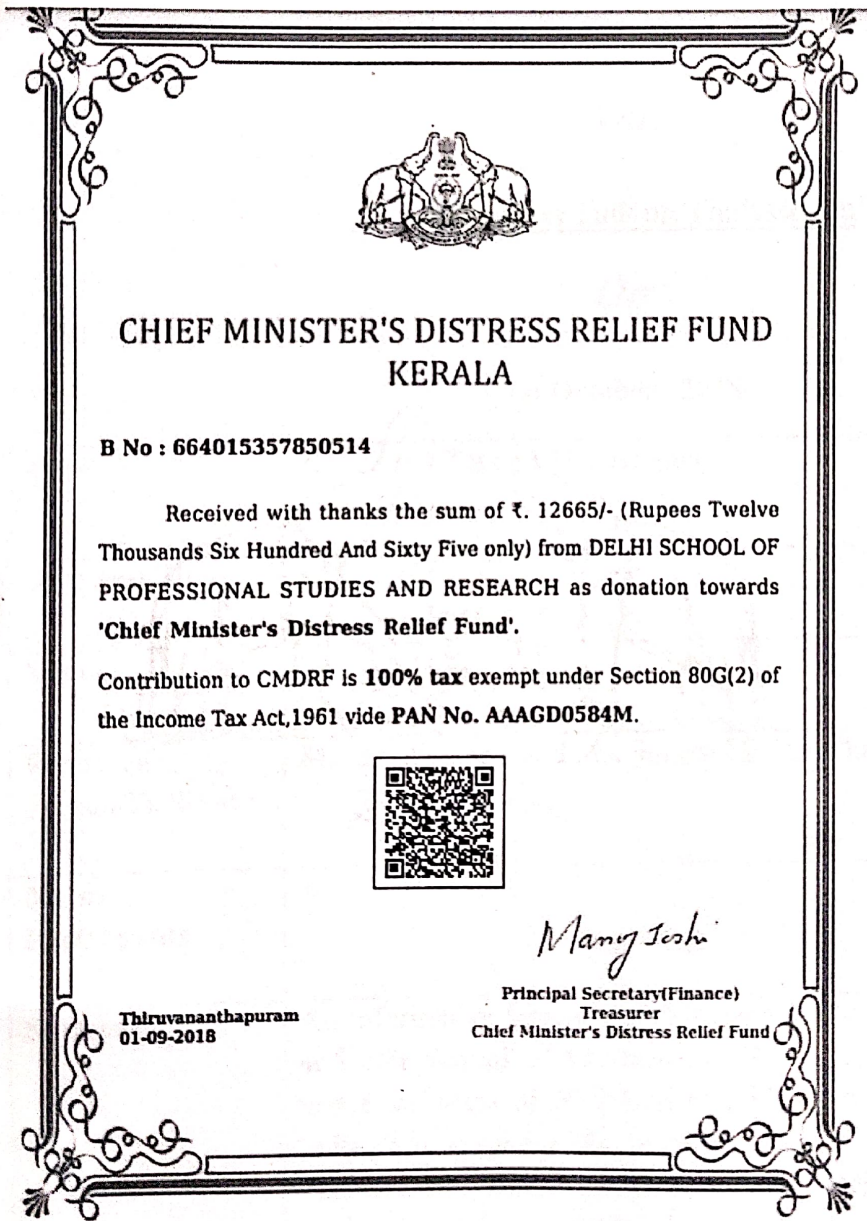 CHIEF MINISTER'S DISTRESS RELIEF FUND
KERALA
B No : 664015357850514
Received with thanks the sum of ₹. 12665/- (Rupees Twelve
Thousands Six Hundred And Sixty Five only) from DELHI SCHOOL OF
PROFESSIONAL STUDIES AND RESEARCH as donation towards
'Chief Minister's Distress Relief Fund'.
Contribution to CMDRF is 100% tax exempt under Section 80G(2) of
the Income Tax Act,1961 vide PAN No. AAAGD0584M.
Manoj Joshi
Principal Secretary(Finance)
Treasurer
Chief Minister's Distress Relief Fund
Thiruvananthapuram
01-09-2018